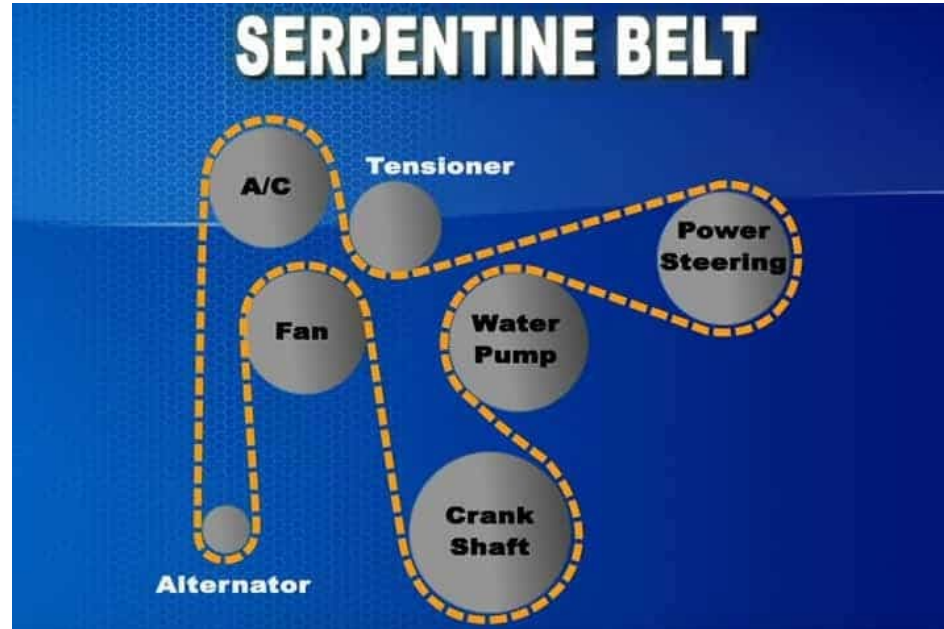 SERPENTINE BELT
A/C
Tensioner
Power
Steering
Fan
Water
Pump
Crank
Shaft
Alternator